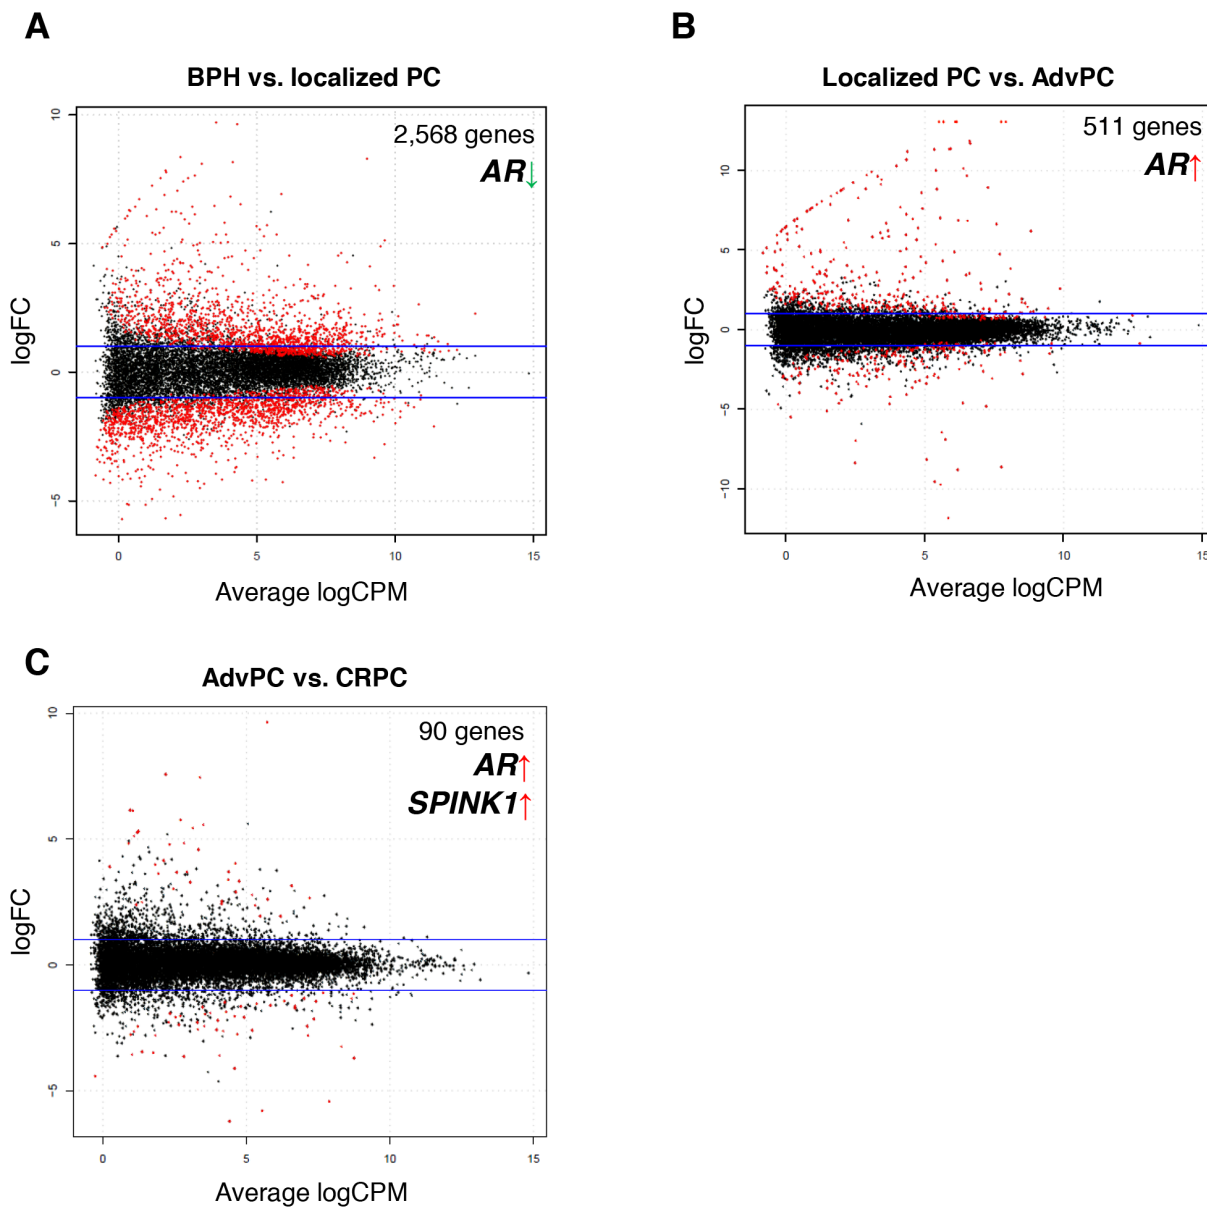 A
BPH vs. localized PC
2,568 genes
AR↓
10
5
0
−5
logFC
0 5 10 15
Average logCPM
B
Localized PC vs. AdvPC
511 genes
AR↑
10
5
0
−5
−10
logFC
0 5 10 15
Average logCPM
C
AdvPC vs. CRPC
90 genes
AR↑
SPINK1↑
10
5
0
−5
logFC
0 5 10 15
Average logCPM